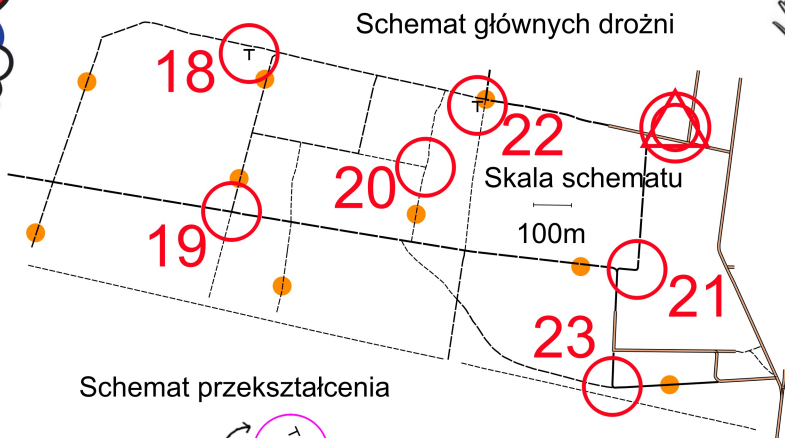 Schemat głównych drożni
18
T
T
22
20
Skala schematu
100m
19
21
23
Schemat przekształcenia
T